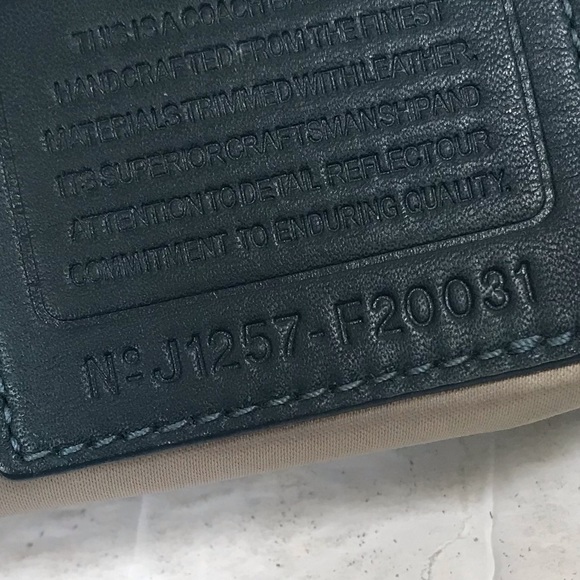 THIS IS A COACH
HANDCRAFTED FROM THE FINEST
MATERIALS TRIMMED WITH LEATHER.
IT'S SUPERIOR CRAFTSMANSHIP AND
ATTENTION TO DETAIL REFLECT OUR
COMMITMENT TO ENDURING QUALITY.
Nº J1257-F20031